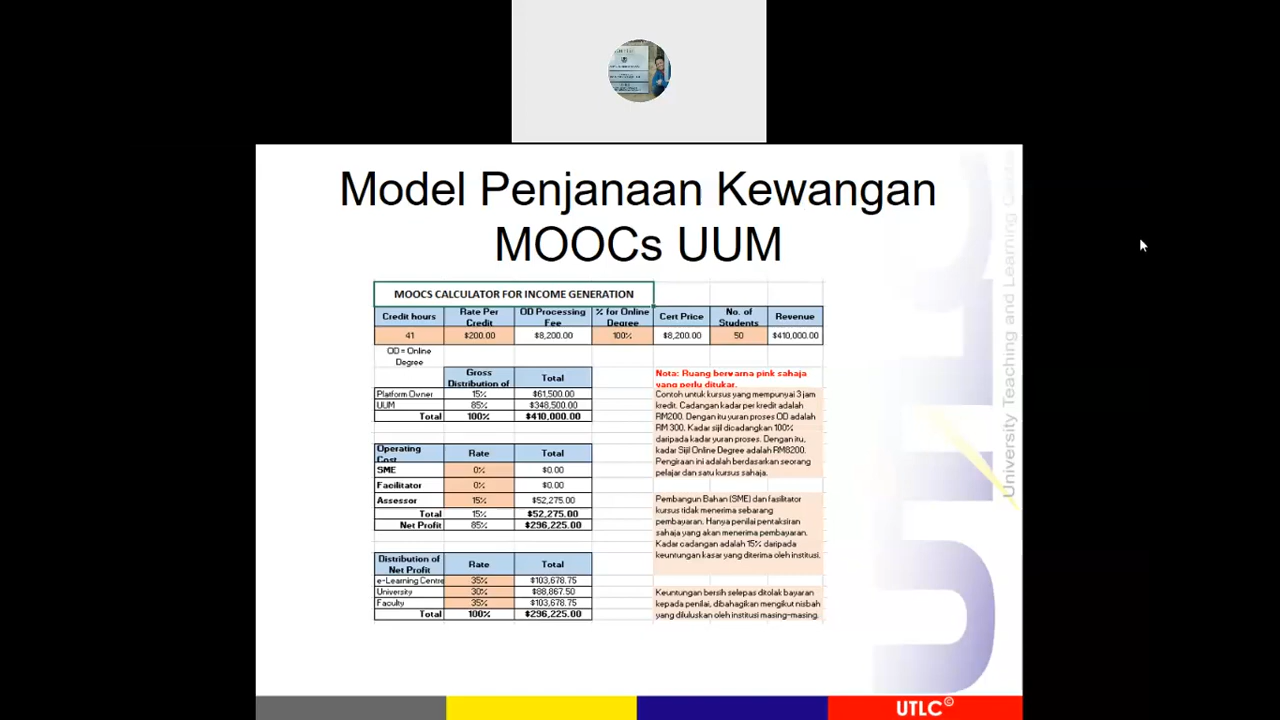 Model Penjanaan Kewangan
MOOCs UUM
MOOCS CALCULATOR FOR INCOME GENERATION
Credit hours Rate Per Credit OD Processing Fee % for Online Degree Cert Price No. of Students Revenue
41 $200.00 $8,200.00 100% $8,200.00 50 $410,000.00
OD = Online
Degree
Gross Distribution of Total
Platform Owner 15% $61,500.00
UUM 85% $348,500.00
Total 100% $410,000.00
Operating Cost Rate Total
SME 0% $0.00
Facilitator 0% $0.00
Assessor 15% $52,275.00
Total 15% $52,275.00
Net Profit 85% $296,225.00
Distribution of Net Profit Rate Total
e-Learning Centre 35% $103,678.75
University 30% $88,867.50
Faculty 35% $103,678.75
Total 100% $296,225.00
Nota: Ruang berwarna pink sahaja
yang perlu ditukar.
Contoh untuk kursus yang mempunyai 3 jam
kredit. Cadangan kadar per kredit adalah
RM200. Dengan itu yuran proses OD adalah
RM 300. Kadar sijil dicadangkan 100%
daripada kadar yuran proses. Dengan itu,
kadar Sijil Online Degree adalah RM8200.
Pengiraan ini adalah berdasarkan seorang
pelajar dan satu kursus sahaja.
Pembangun Bahan (SME) dan fasilitator
kursus tidak menerima sebarang
pembayaran. Hanya penilai pentaksiran
sahaja yang akan menerima pembayaran.
Kadar cadangan adalah 15% daripada
keuntungan kasar yang diterima oleh institusi.
Keuntungan bersih selepas ditolak bayaran
kepada penilai, dibahagikan mengikut nisbah
yang diluluskan oleh institusi masing-masing.
University Teaching and Learning Centre
UTLC©